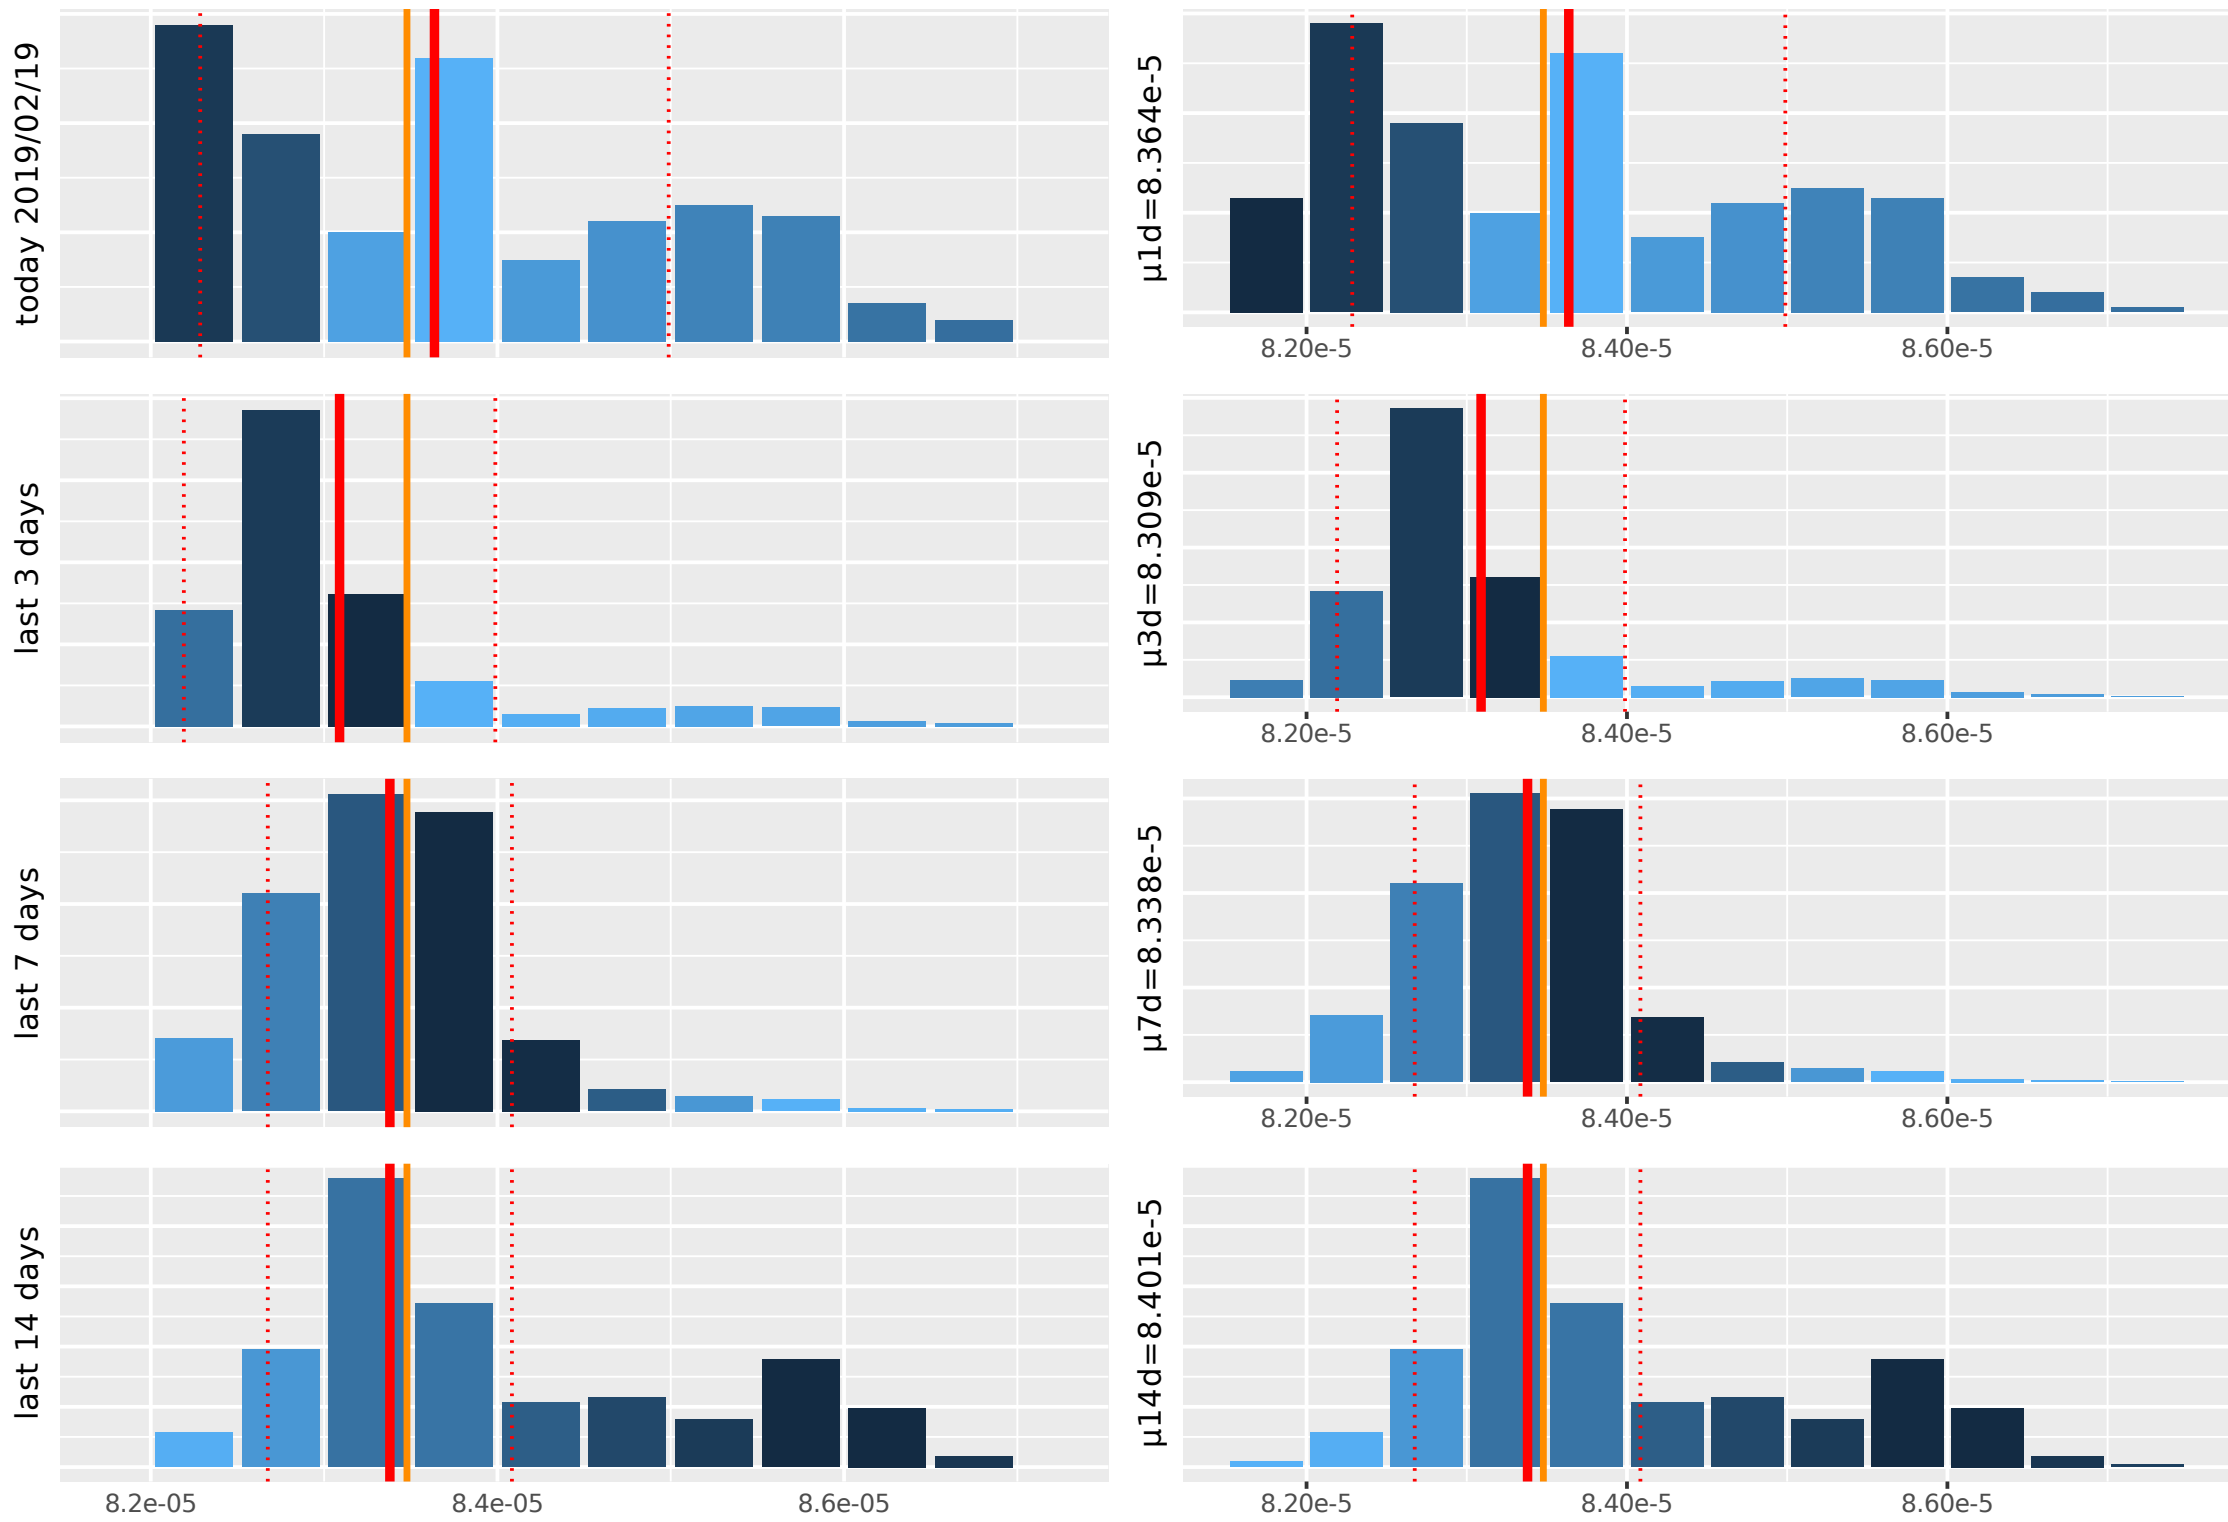 today 2019/02/19
µ1d=8.364e-5
8.20e-5 8.40e-5 8.60e-5
last 3 days
µ3d=8.309e-5
8.20e-5 8.40e-5 8.60e-5
last 7 days
µ7d=8.338e-5
8.20e-5 8.40e-5 8.60e-5
last 14 days
µ14d=8.401e-5
8.2e-05 8.4e-05 8.6e-05
8.20e-5 8.40e-5 8.60e-5